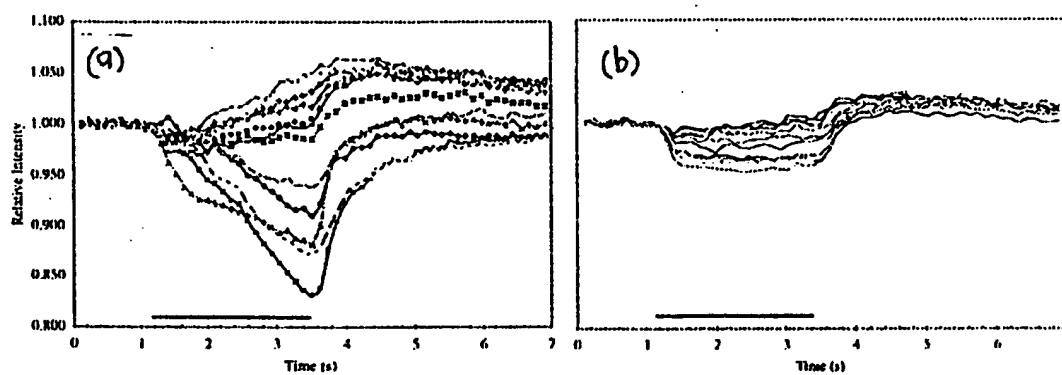 1.100
(a)
1.050
1.000
0.950
0.900
0.850
0.800
Relative Intensity
0 1 2 3 4 5 6 7
Time (s)
(b)
0 1 2 3 4 5 6
Time (s)